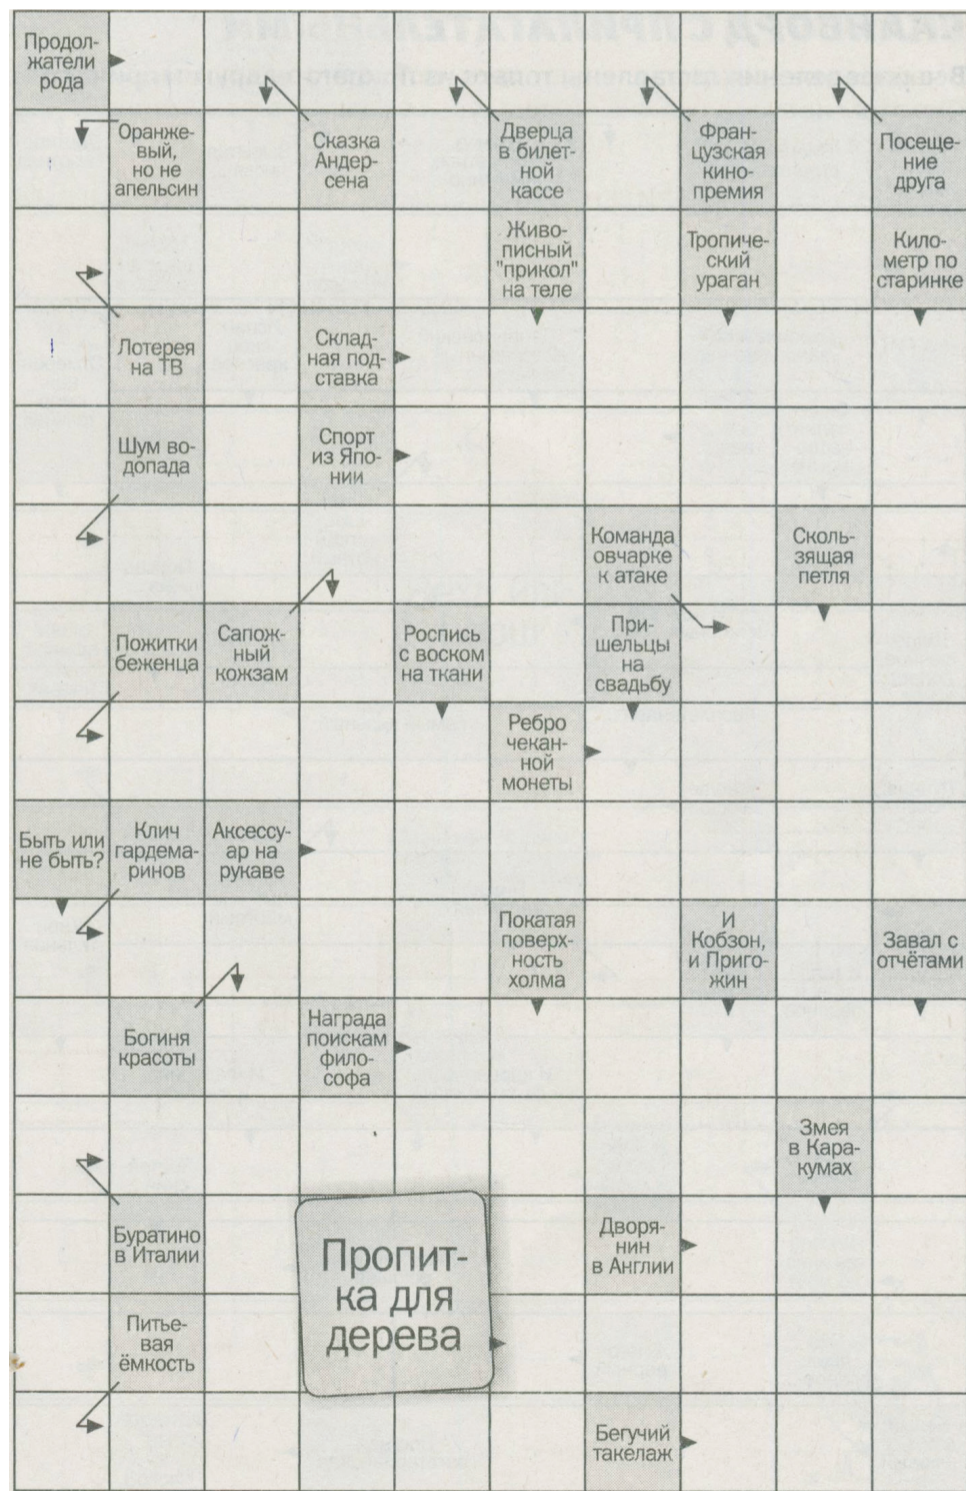 Продол-
жатели
рода
Оранже-
вый,
но не
апельсин
Сказка
Андер-
сена
Дверца
в билет-
ной
кассе
Фран-
цузская
кино-
премия
Посеще-
ние
друга
Живо-
писный
"прикол"
на теле
Тропиче-
ский
ураган
Кило-
метр по
старинке
Лотерея
на ТВ
Склад-
ная под-
ставка
Шум во-
допада
Спорт
из Япо-
нии
Команда
овчарке
к атаке
Сколь-
зящая
петля
Пожитки
беженца
Сапож-
ный
кожзам
Роспись
с воском
на ткани
При-
шельцы
на
свадьбу
Ребро
чекан-
ной
монеты
Быть или
не быть?
Клич
гардема-
ринов
Аксессу-
ар на
рукаве
Покатая
поверх-
ность
холма
И
Кобзон,
и Приго-
жин
Завал с
отчётами
Богиня
красоты
Награда
поискам
фило-
софа
Змея
в Кара-
кумах
Буратино
в Италии
Пропит-
ка для
дерева
Дворя-
нин
в Англии
Питье-
вая
ёмкость
Бегучий
такелаж